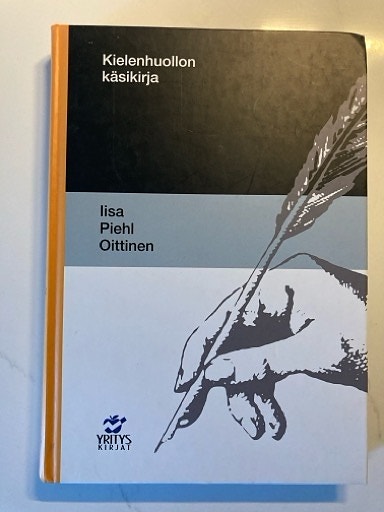 Kielenhuollon
käsikirja
Iisa
Piehl
Oittinen
YRITYS
KIRJAT